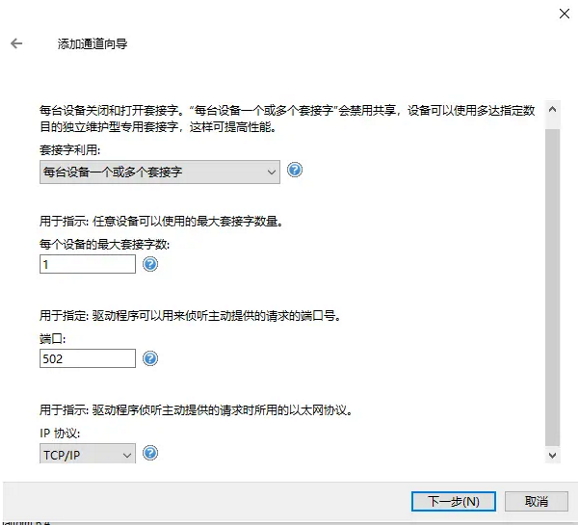 添加通道向导
每台设备关闭和打开套接字。“每台设备一个或多个套接字”会禁用共享，设备可以使用多达指定数
目的独立维护型专用套接字，这样可提高性能。
套接字利用:
每台设备一个或多个套接字
用于指示: 任意设备可以使用的最大套接字数量。
每个设备的最大套接字数:
1
用于指定: 驱动程序可以用来侦听主动提供的请求的端口号。
端口:
502
用于指示: 驱动程序侦听主动提供的请求时所用的以太网协议。
IP 协议:
TCP/IP
下一步(N)
取消